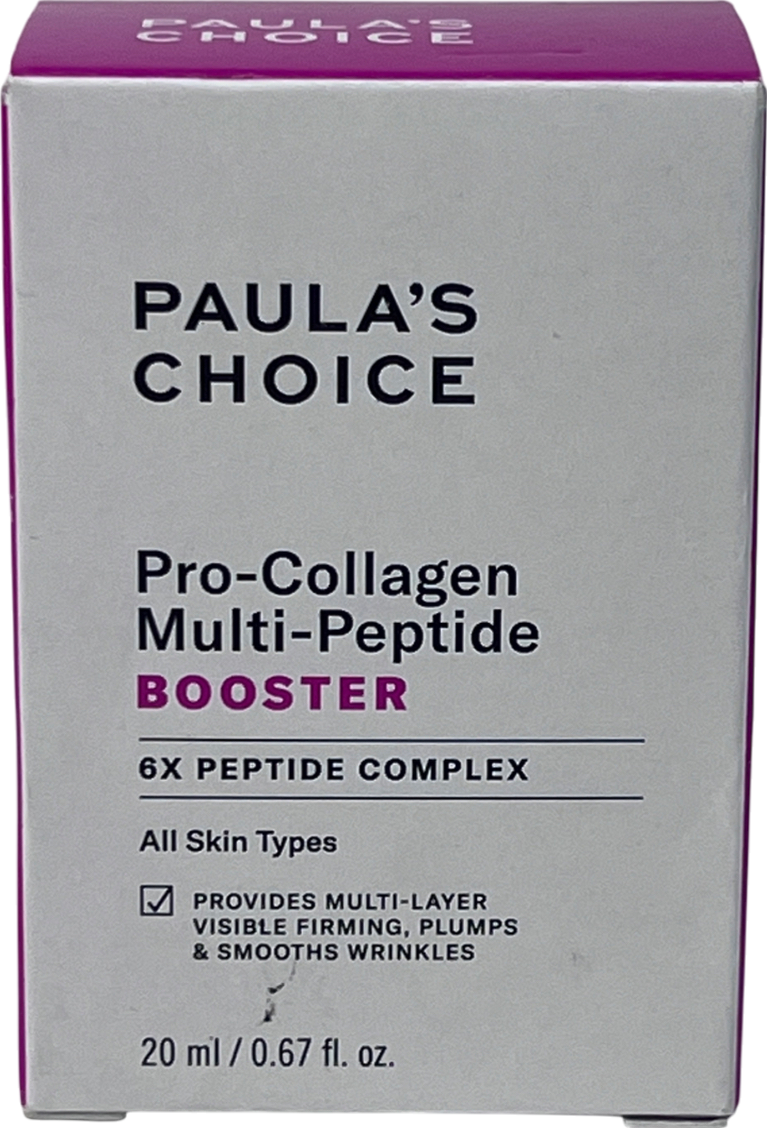 PAULA'S
CHOICE
PAULA'S
CHOICE
Pro-Collagen
Multi-Peptide
BOOSTER
6X PEPTIDE COMPLEX
All Skin Types
☑ PROVIDES MULTI-LAYER
VISIBLE FIRMING, PLUMPS
& SMOOTHS WRINKLES
20 ml / 0.67 fl. oz.